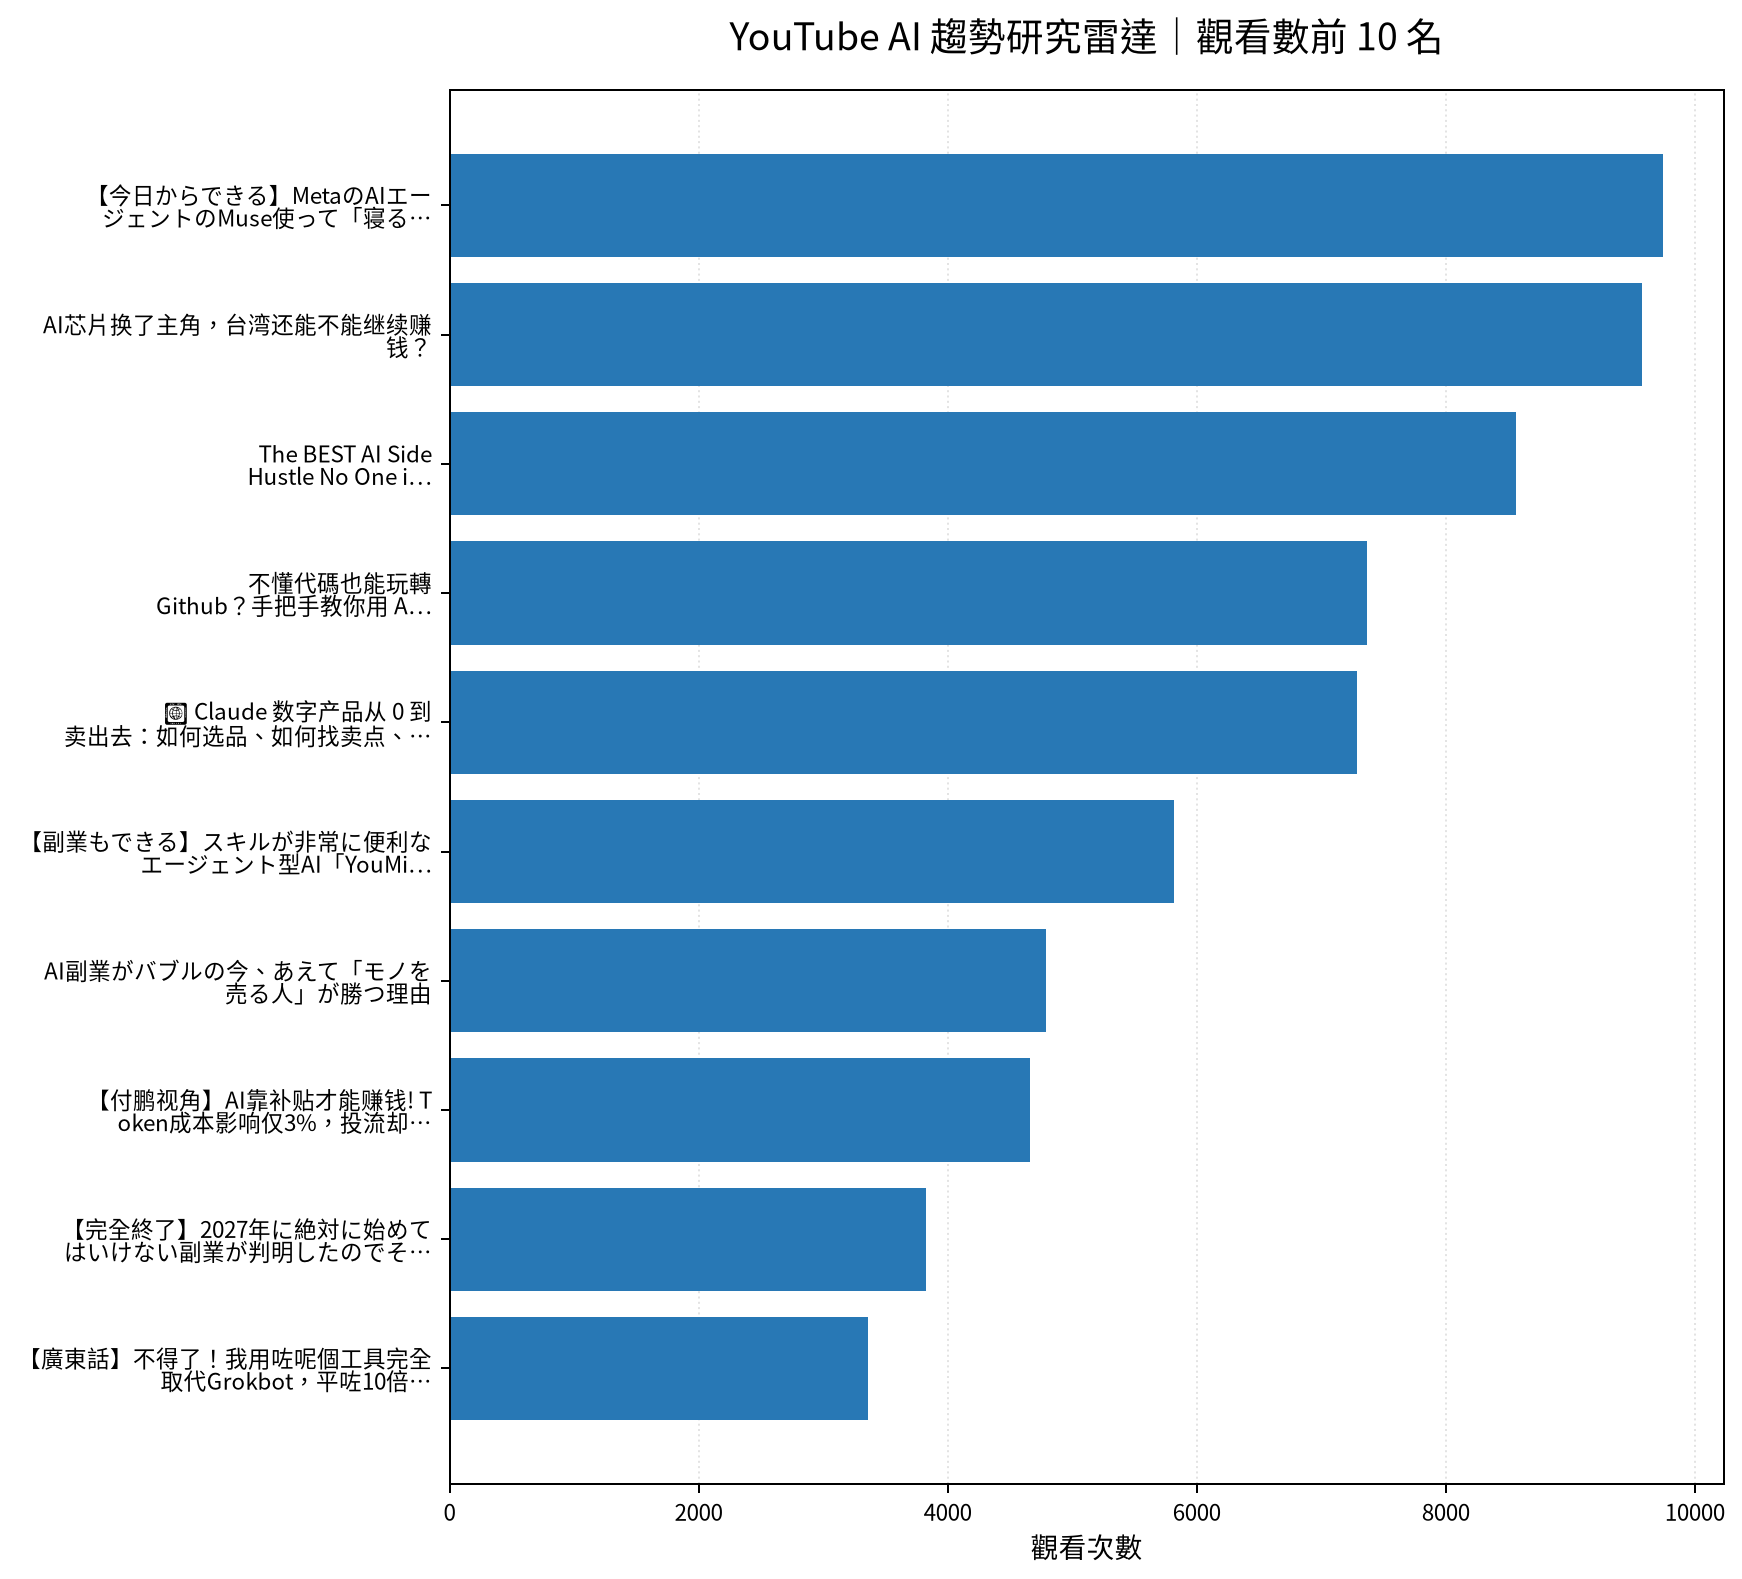 YouTube AI 趨勢研究雷達｜觀看數前 10 名
【今日からできる】MetaのAIエー
ジェントのMuse使って「寝る…
AI芯片换了主角，台湾还能不能继续赚
钱？
The BEST AI Side
Hustle No One i…
不懂代碼也能玩轉
Github？手把手教你用 A…
Claude 数字产品从 0 到
卖出去：如何选品、如何找卖点、…
【副業もできる】スキルが非常に便利な
エージェント型AI「YouMi…
AI副業がバブルの今、あえて「モノを
売る人」が勝つ理由
【付鹏视角】AI靠补贴才能赚钱! T
oken成本影响仅3%，投流却…
【完全終了】2027年に絶対に始めて
はいけない副業が判明したのでそ…
【廣東話】不得了！我用咗呢個工具完全
取代Grokbot，平咗10倍…
0 2000 4000 6000 8000 10000
觀看次數